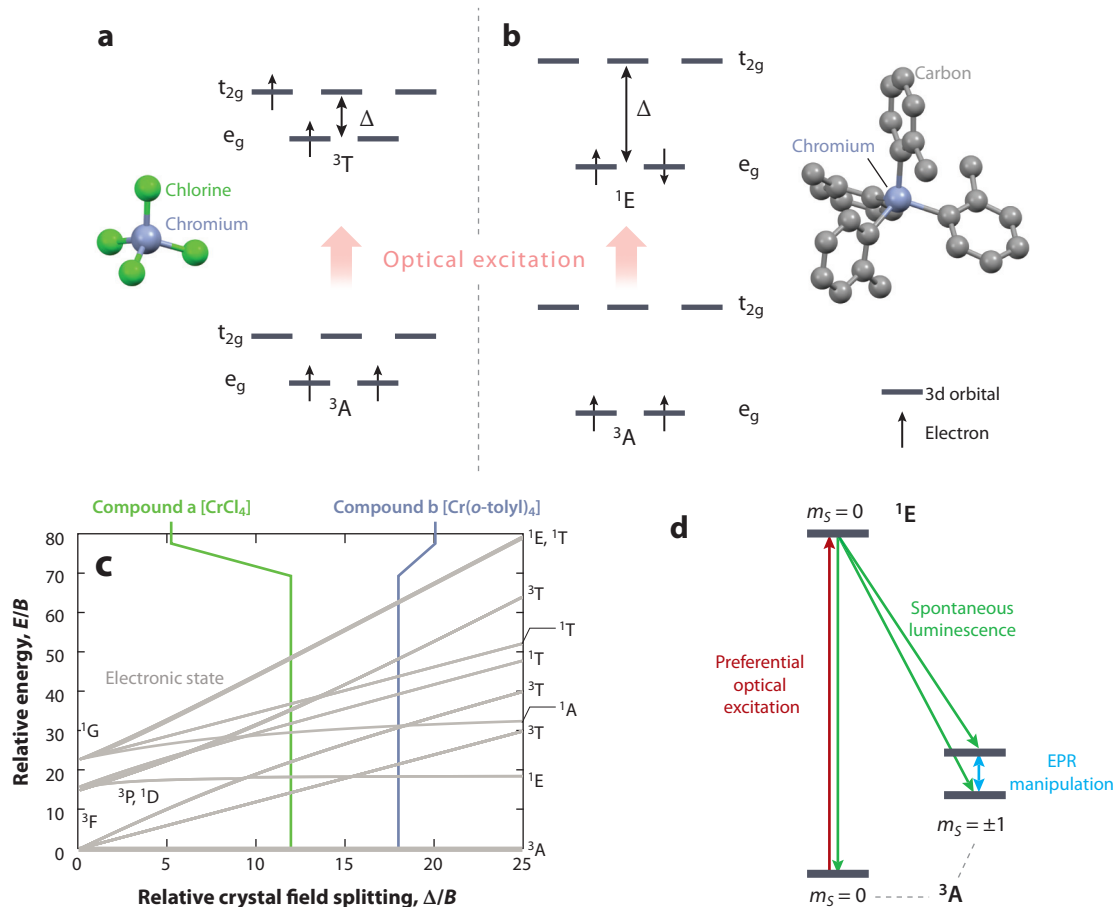 a
t2g
eg
Δ
³T
Chlorine
Chromium
t2g
eg
³A
Optical excitation
b
t2g
Δ
eg
¹E
Carbon
Chromium
t2g
eg
³A
3d orbital
Electron
Compound a [CrCl₄]
Compound b [Cr(o-tolyl)₄]
c
Relative energy, E/B
80
70
60
50
40
30
20
10
0
Electronic state
¹G
³P, ¹D
³F
¹E, ¹T
³T
¹T
¹T
³T
¹A
³T
¹E
³A
0
5
10
15
20
25
Relative crystal field splitting, Δ/B
d
mS = 0
¹E
Spontaneous
luminescence
Preferential
optical
excitation
EPR
manipulation
mS = ±1
mS = 0
³A